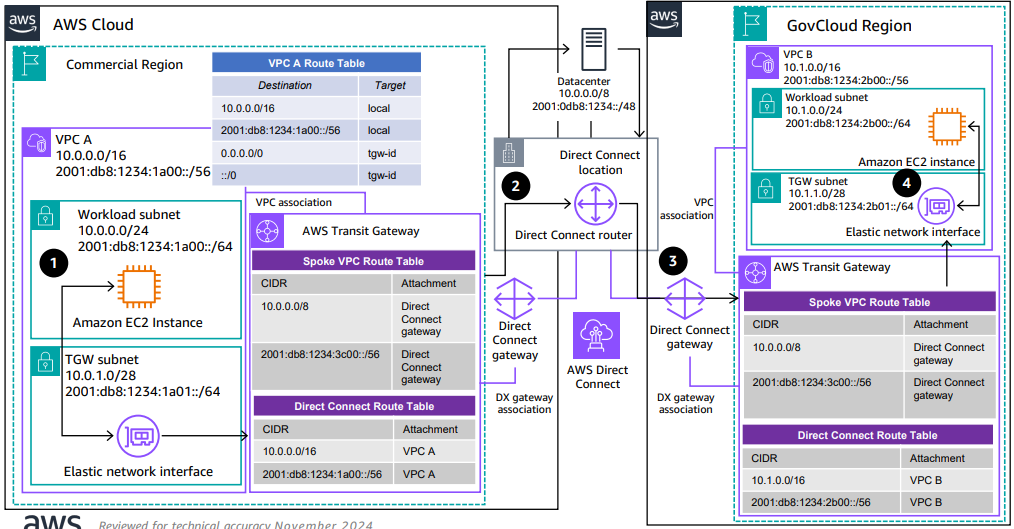 aws
AWS Cloud
Commercial Region
VPC A Route Table
Destination Target
10.0.0.0/16 local
2001:db8:1234:1a00::/56 local
0.0.0.0/0 tgw-id
::/0 tgw-id
VPC A
10.0.0.0/16
2001:db8:1234:1a00::/56
VPC association
Workload subnet
10.0.0.0/24
2001:db8:1234:1a00::/64
1
Amazon EC2 Instance
TGW subnet
10.0.1.0/28
2001:db8:1234:1a01::/64
Elastic network interface
AWS Transit Gateway
Spoke VPC Route Table
CIDR Attachment
10.0.0.0/8 Direct
Connect
gateway
2001:db8:1234:3c00::/56 Direct
Connect
gateway
Direct Connect Route Table
CIDR Attachment
10.0.0.0/16 VPC A
2001:db8:1234:1a00::/56 VPC A
Datacenter
10.0.0.0/8
2001:db8:1234::/48
2
Direct Connect
location
Direct Connect router
Direct
Connect
gateway
DX gateway
association
AWS Direct
Connect
3
Direct Connect
gateway
DX gateway
association
aws
GovCloud Region
VPC B
10.1.0.0/16
2001:db8:1234:2b00::/56
Workload subnet
10.1.0.0/24
2001:db8:1234:2b00::/64
Amazon EC2 instance
VPC
association
TGW subnet
10.1.1.0/28
2001:db8:1234:2b01::/64
4
Elastic network interface
AWS Transit Gateway
Spoke VPC Route Table
CIDR Attachment
10.0.0.0/8 Direct Connect
gateway
2001:db8:1234:3c00::/56 Direct Connect
gateway
Direct Connect Route Table
CIDR Attachment
10.1.0.0/16 VPC B
2001:db8:1234:2b00::/56 VPC B
aws
Reviewed for technical accuracy November 2024